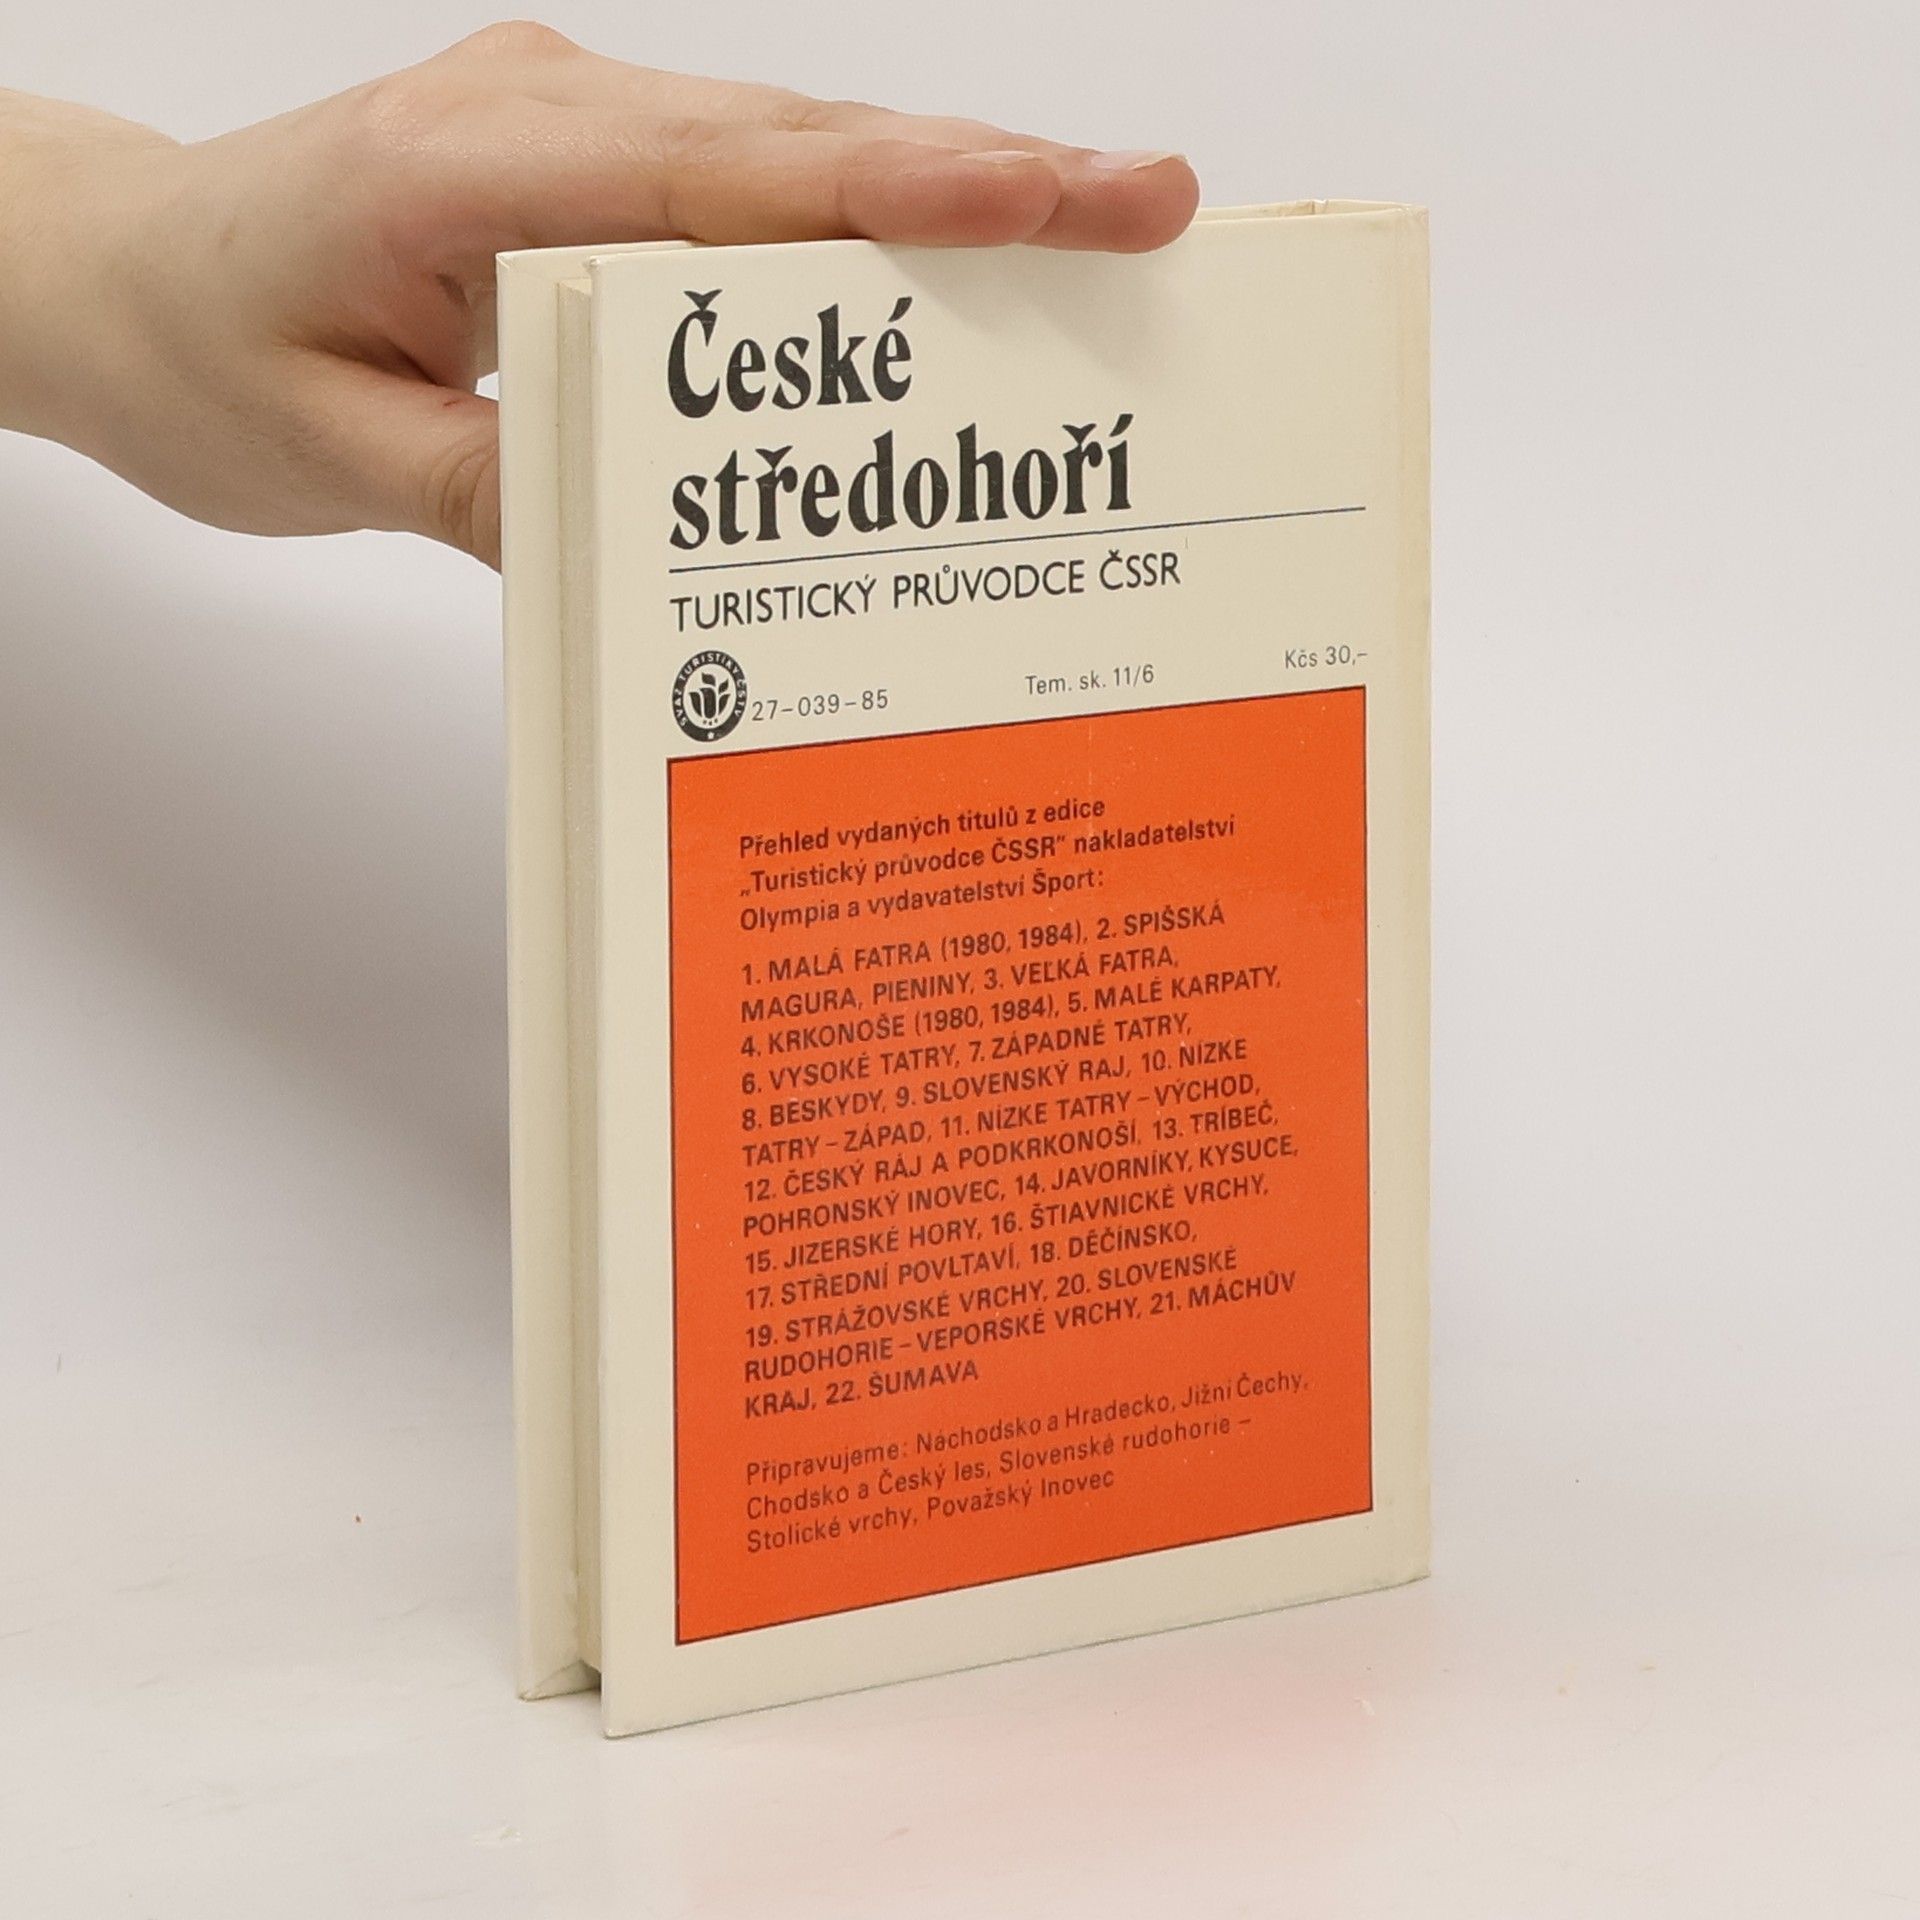 České
středohoří
TURISTICKÝ PRŮVODCE ČSSR
SVAZ TURISTIKY ČSTV
27–039–85
Tem. sk. 11/6
Kčs 30,–
Přehled vydaných titulů z edice
„Turistický průvodce ČSSR" nakladatelství
Olympia a vydavatelství Šport:
1. MALÁ FATRA (1980, 1984), 2. SPIŠSKÁ
MAGURA, PIENINY, 3. VEĽKÁ FATRA,
4. KRKONOŠE (1980, 1984), 5. MALÉ KARPATY,
6. VYSOKÉ TATRY, 7. ZÁPADNÉ TATRY,
8. BESKYDY, 9. SLOVENSKÝ RAJ, 10. NÍZKE
TATRY – ZÁPAD, 11. NÍZKE TATRY – VÝCHOD,
12. ČESKÝ RÁJ A PODKRKONOŠÍ, 13. TRÍBEČ,
POHRONSKÝ INOVEC, 14. JAVORNÍKY, KYSUCE,
15. JIZERSKÉ HORY, 16. ŠTIAVNICKÉ VRCHY,
17. STŘEDNÍ POVLTAVÍ, 18. DĚČÍNSKO,
19. STRÁŽOVSKÉ VRCHY, 20. SLOVENSKÉ
RUDOHORIE – VEPORSKÉ VRCHY, 21. MÁCHŮV
KRAJ, 22. ŠUMAVA
Připravujeme: Náchodsko a Hradecko, Jižní Čechy,
Chodsko a Český les, Slovenské rudohorie –
Stolické vrchy, Považský Inovec